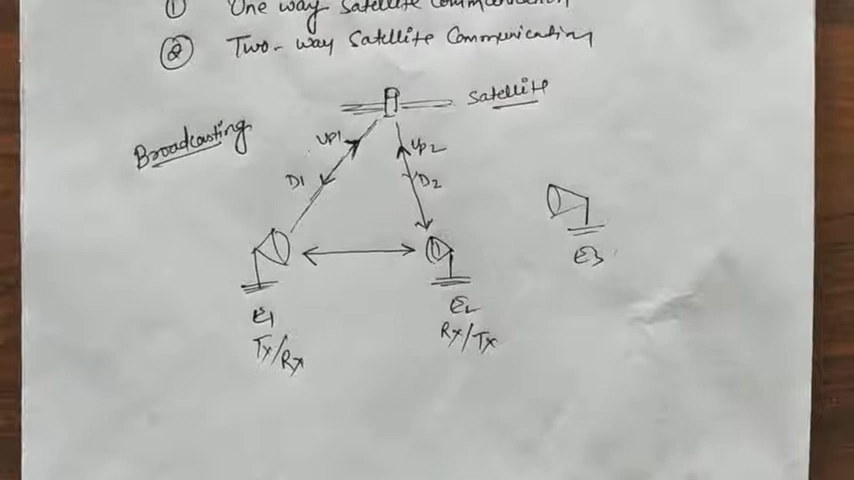 ① One way Satellite Communication
② Two-way Satellite Communication
Satellite
Broadcasting
UP1
UP2
D1
D2
E3
E1
E2
Tx/Rx
Rx/Tx